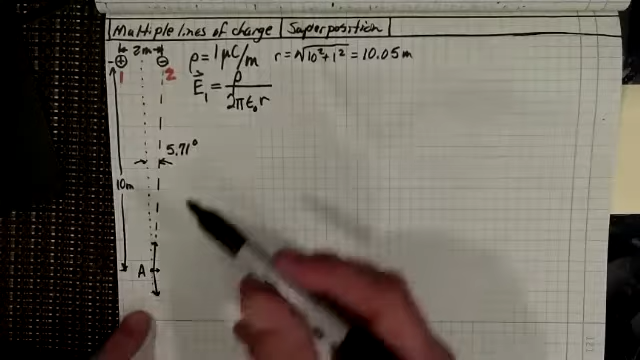 Multiple lines of charge | Superposition
2m
+ −
1 2
ρ = 1 μC/m r = √10²+1² = 10.05 m
E⃗₁ = ρ / 2πε₀r
5.71°
10m
A